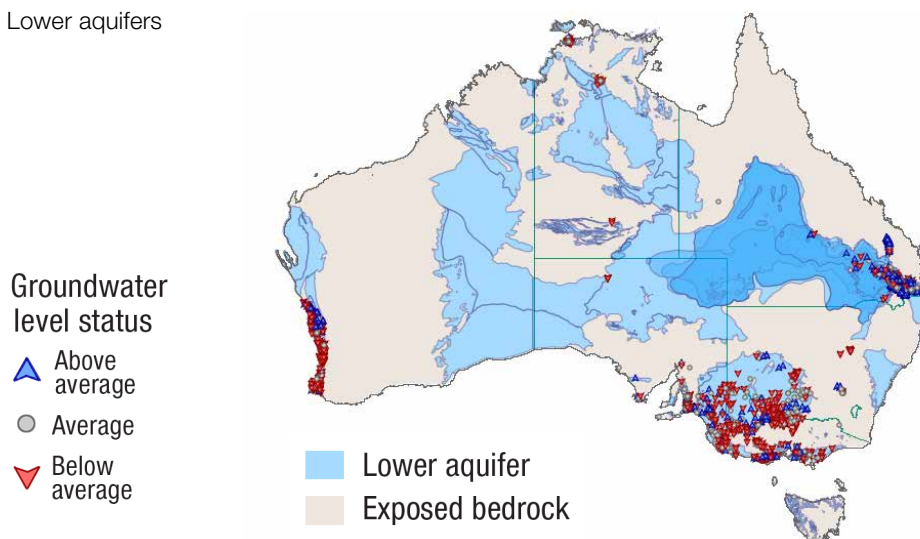 Lower aquifers
Groundwater
level status
Above
average
Average
Below
average
Lower aquifer
Exposed bedrock